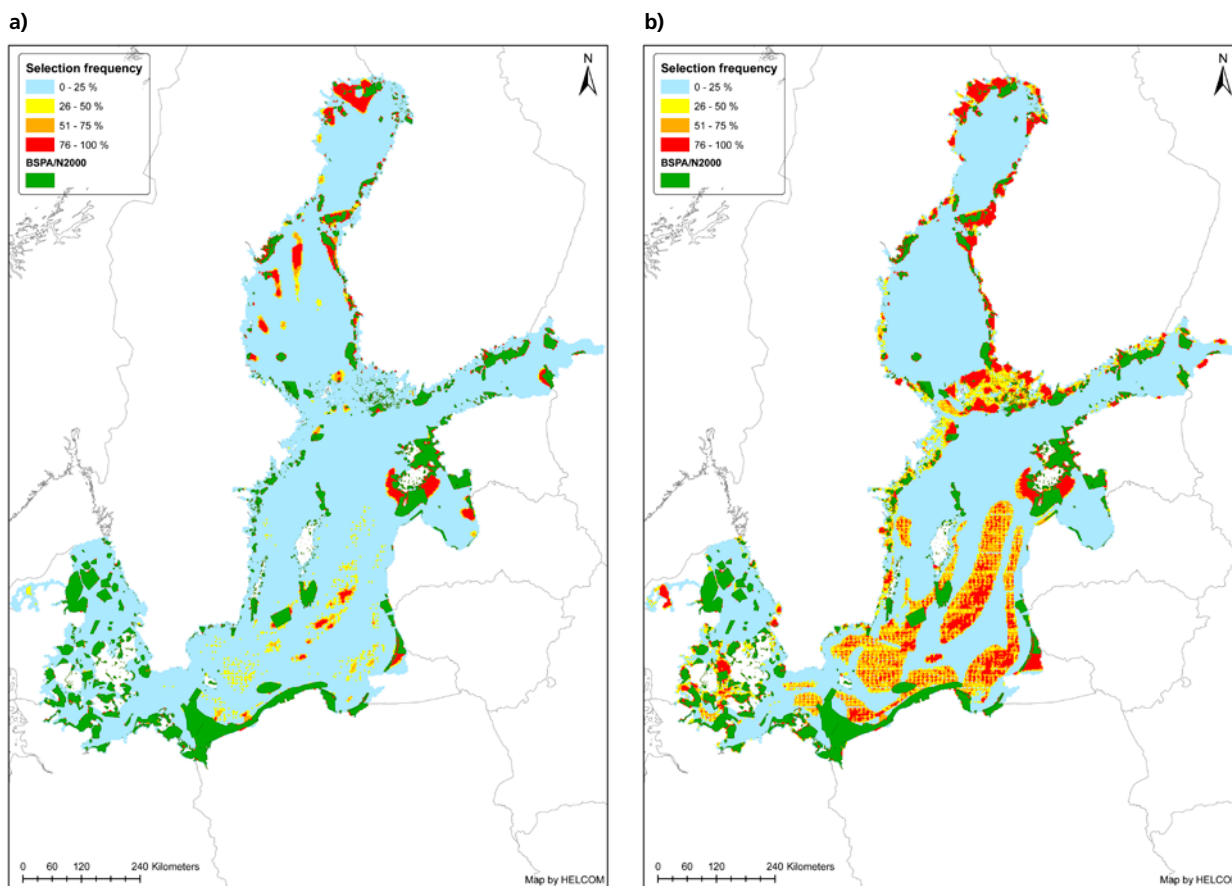 a)
Selection frequency
0 - 25 %
26 - 50 %
51 - 75 %
76 - 100 %
BSPA/N2000
N
0 60 120 240 Kilometers
Map by HELCOM
b)
Selection frequency
0 - 25 %
26 - 50 %
51 - 75 %
76 - 100 %
BSPA/N2000
N
0 60 120 240 Kilometers
Map by HELCOM